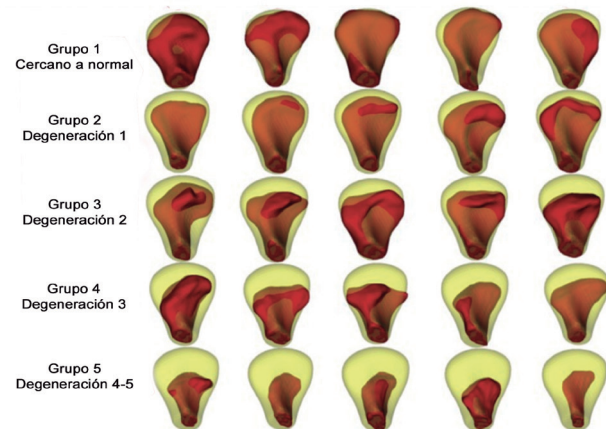 Grupo 1
Cercano a normal
Grupo 2
Degeneración 1
Grupo 3
Degeneración 2
Grupo 4
Degeneración 3
Grupo 5
Degeneración 4-5